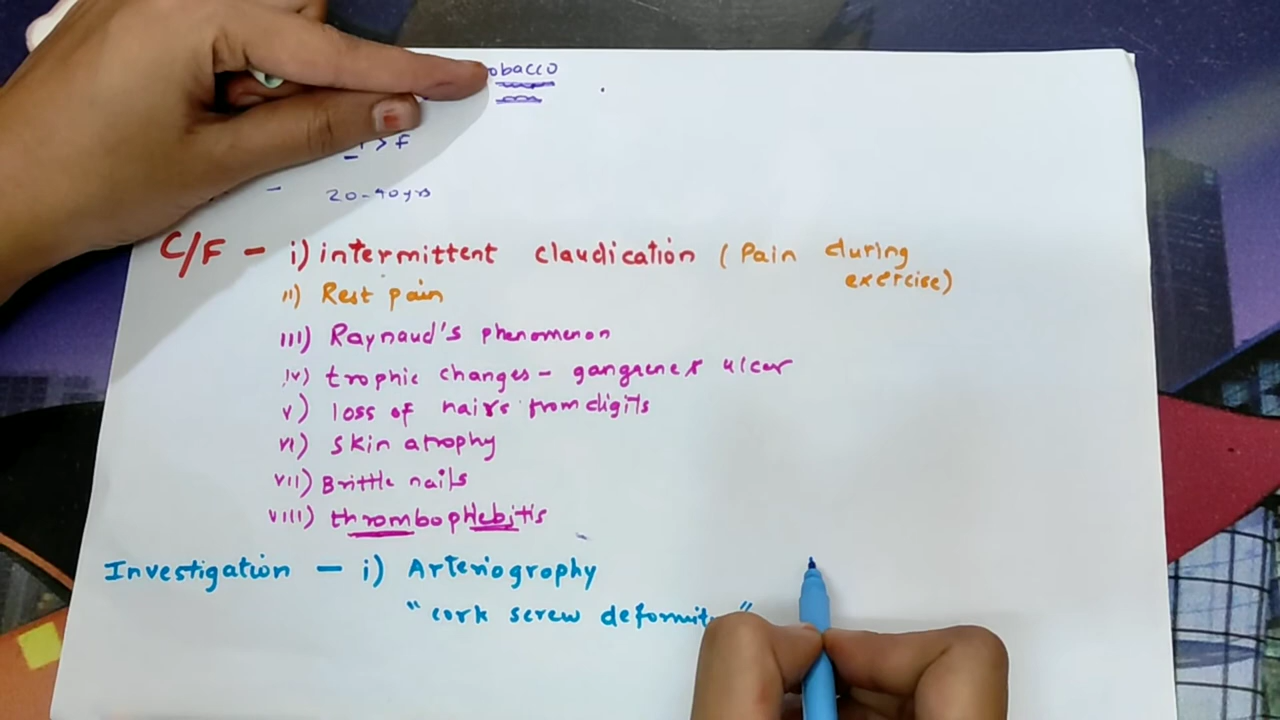 obacco
> F
- 20-40yrs
C/F - i) intermittent claudication (Pain during
exercise)
ii) Rest pain
iii) Raynaud's phenomenon
iv) trophic changes - gangrene & ulcer
v) loss of hairs from digits
vi) skin atrophy
vii) Brittle nails
viii) thrombophlebitis
Investigation - i) Arteriography
"cork screw deformit"